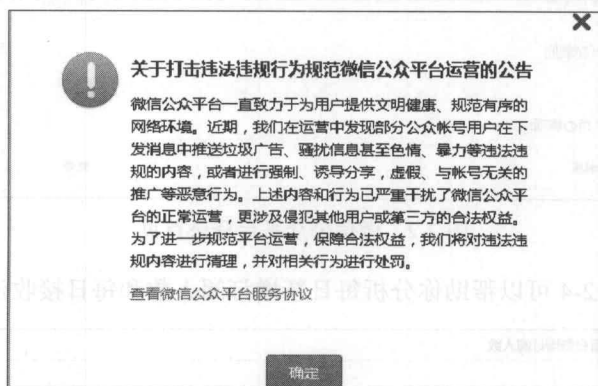 关于打击违法违规行为规范微信公众平台运营的公告
微信公众平台一直致力于为用户提供文明健康、规范有序的
网络环境。近期，我们在运营中发现部分公众帐号用户在下
发消息中推送垃圾广告、骚扰信息甚至色情、暴力等违法违
规的内容，或者进行强制、诱导分享，虚假、与帐号无关的
推广等恶意行为。上述内容和行为已严重干扰了微信公众平
台的正常运营，更涉及侵犯其他用户或第三方的合法权益。
为了进一步规范平台运营，保障合法权益，我们将对违法违
规内容进行清理，并对相关行为进行处罚。
查看微信公众平台服务协议
2-4 可以帮助你分析每日
确定